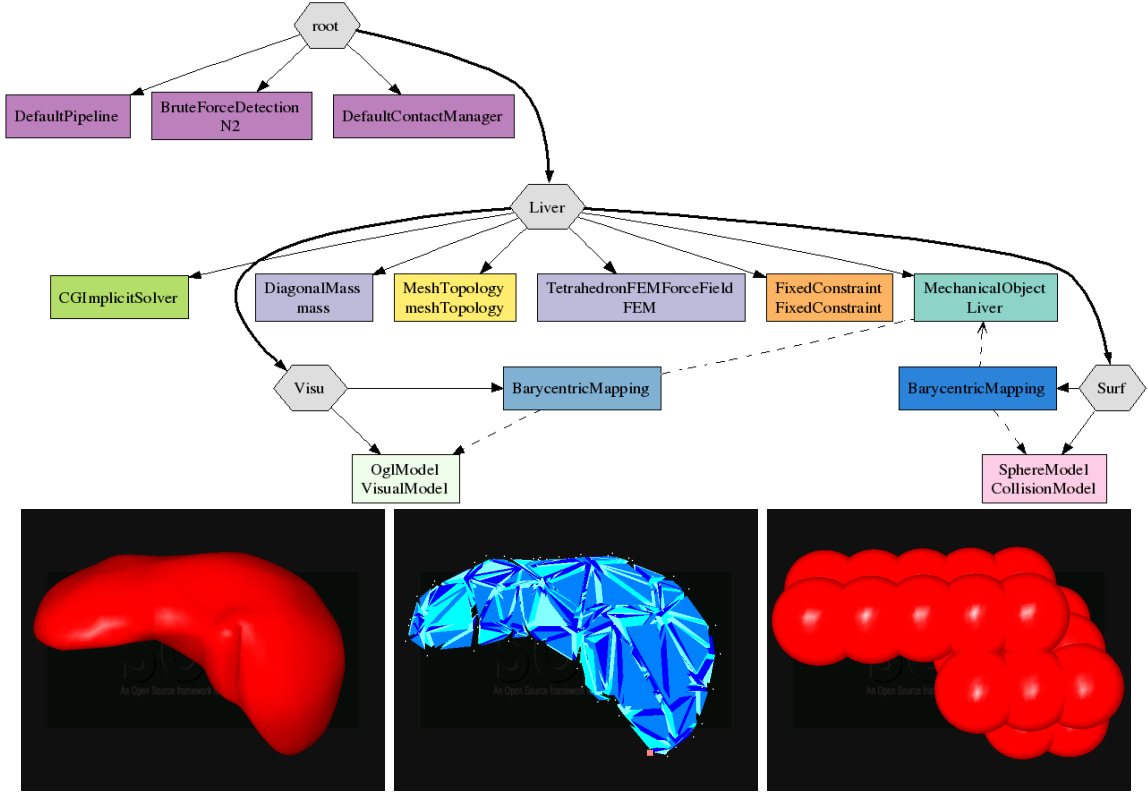 root
DefaultPipeline
BruteForceDetection
N2
DefaultContactManager
Liver
CGImplicitSolver
DiagonalMass
mass
MeshTopology
meshTopology
TetrahedronFEMForceField
FEM
FixedConstraint
FixedConstraint
MechanicalObject
Liver
Visu
BarycentricMapping
BarycentricMapping
Surf
OglModel
VisualModel
SphereModel
CollisionModel
An Open Source framework
An Open Source framework
An Open Source